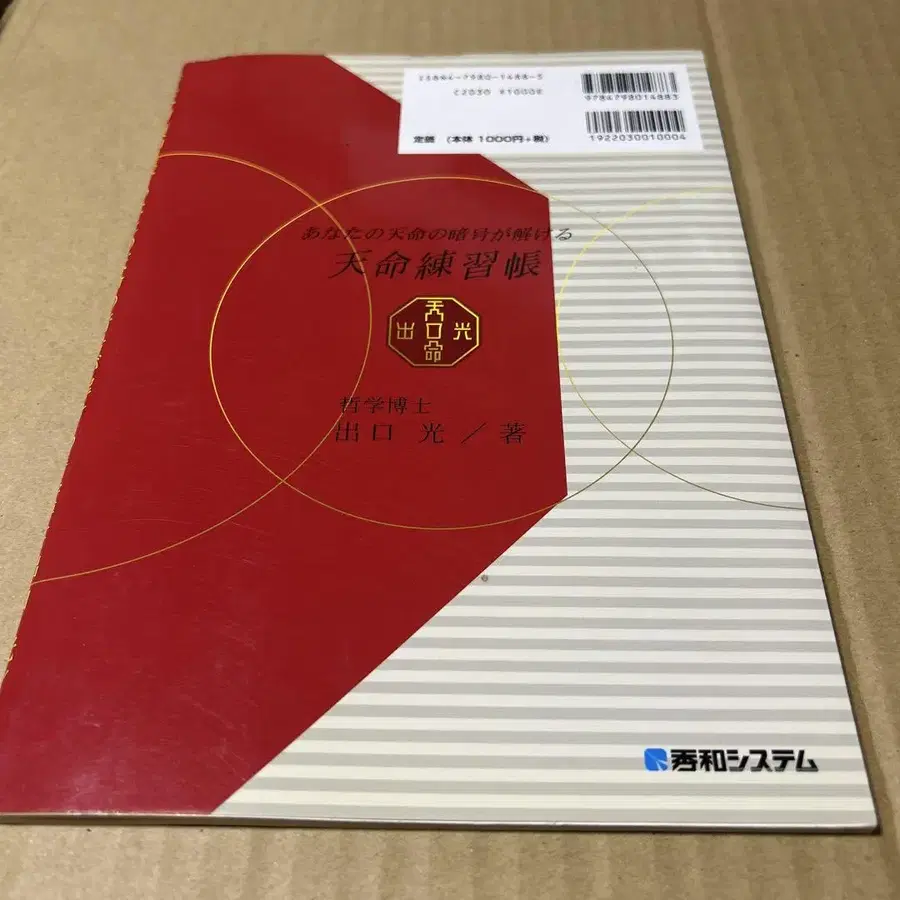 ISBN4-7980-1488-5
C2030 ¥1000E
定価 (本体 1000円+税)
9784798014883
1922030010004
あなたの天命の暗号が解ける
天命練習帳
天
出口光
命
哲学博士
出口 光／著
秀和システム